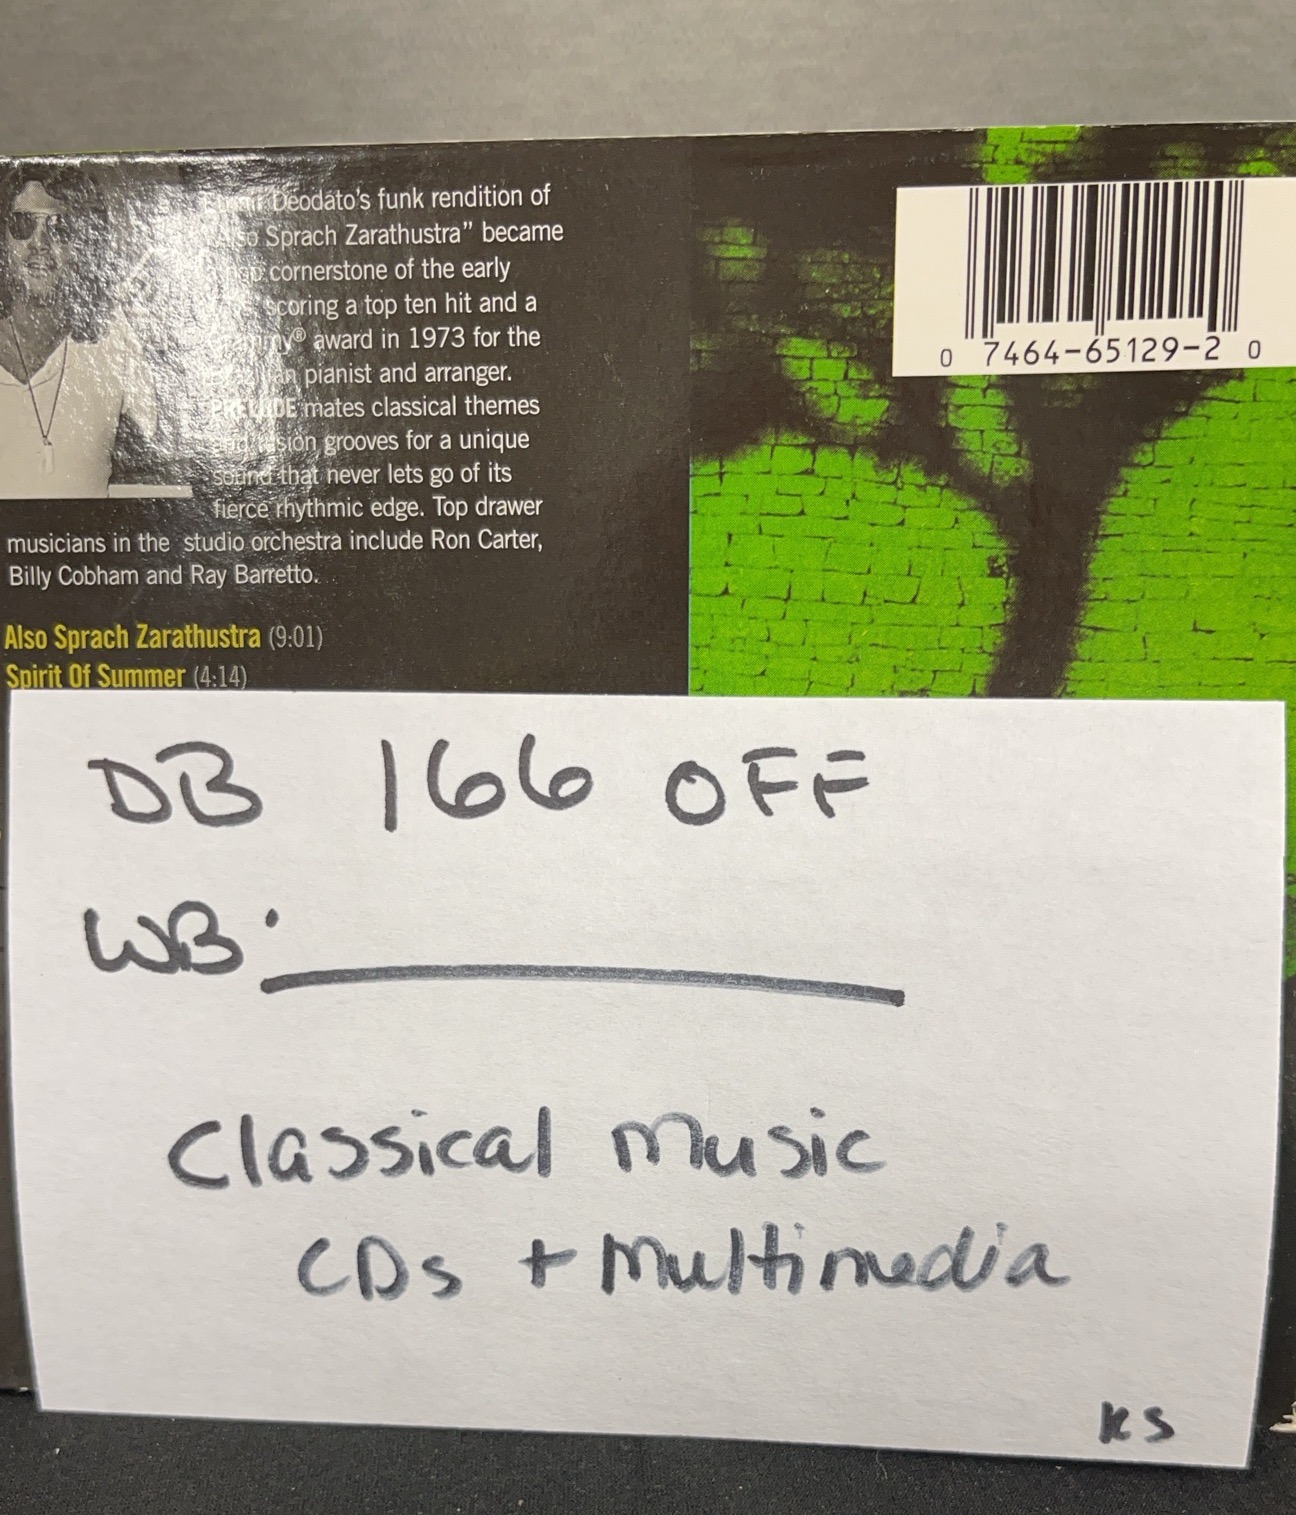 Deodato's funk rendition of
Sprach Zarathustra" became
cornerstone of the early
scoring a top ten hit and a
award in 1973 for the
pianist and arranger.
PRELUDE mates classical themes
grooves for a unique
sound that never lets go of its
fierce rhythmic edge. Top drawer
musicians in the studio orchestra include Ron Carter,
Billy Cobham and Ray Barretto.
Also Sprach Zarathustra (9:01)
Spirit Of Summer (4:14)
0 7464-65129-2 0
DB 166 OFF
WB:
Classical Music
CDs + Multimedia
KS